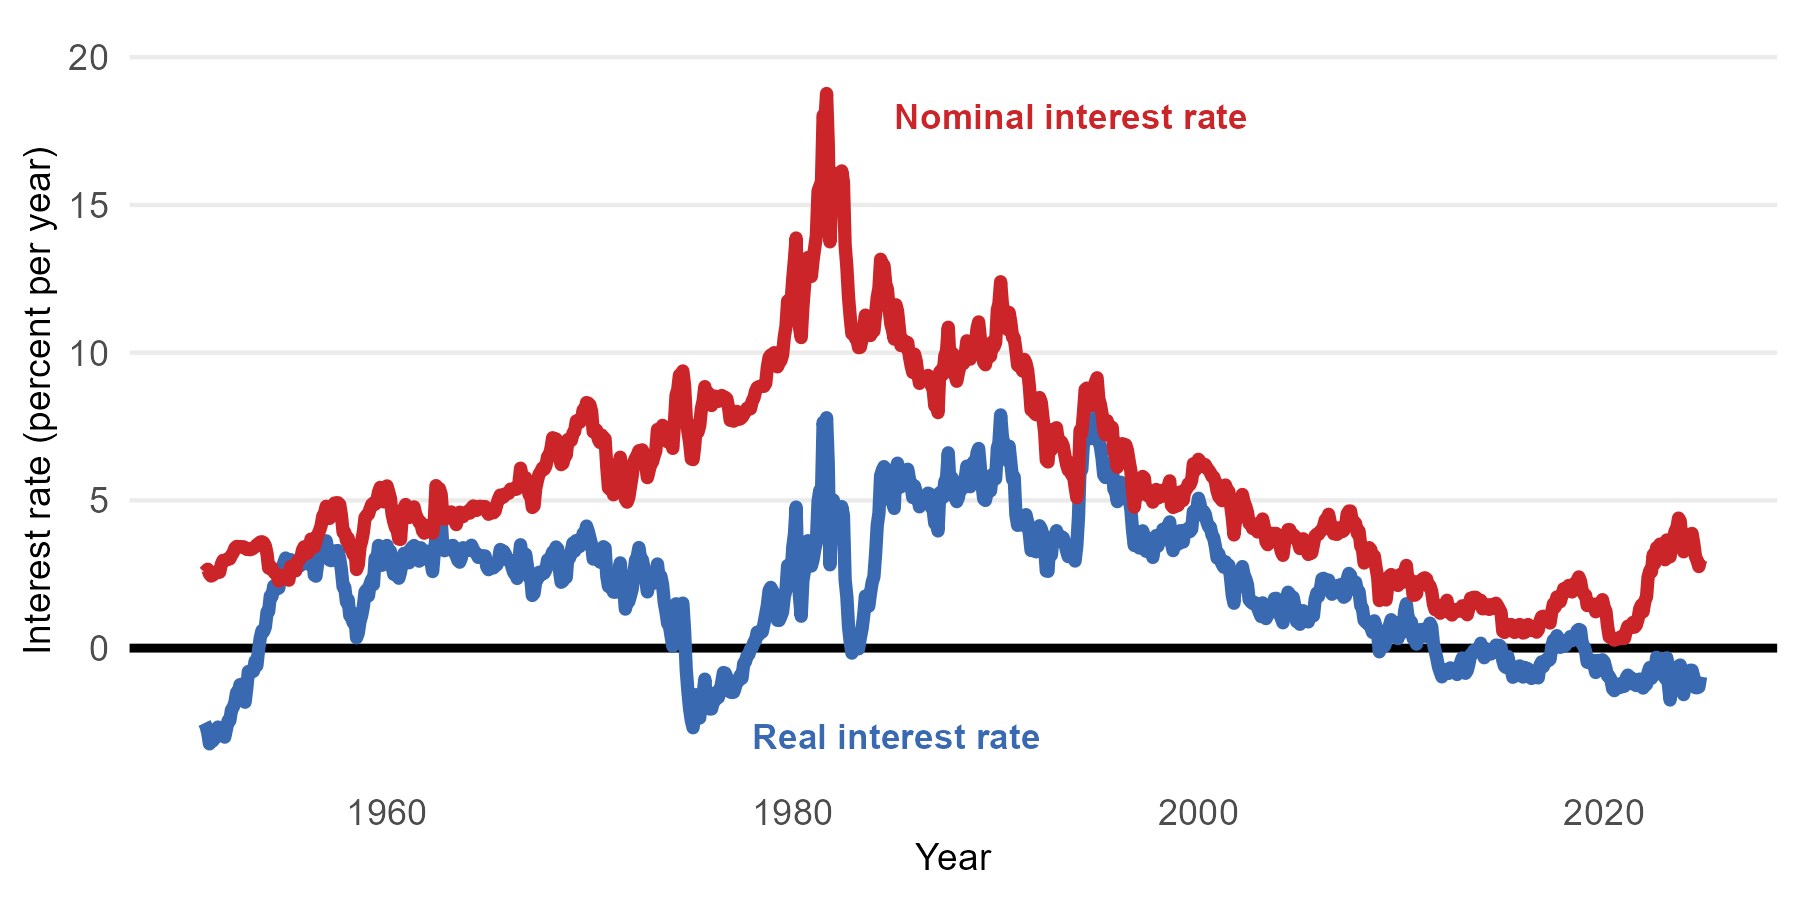 20
15
10
5
0
Interest rate (percent per year)
Nominal interest rate
Real interest rate
1960
1980
2000
2020
Year